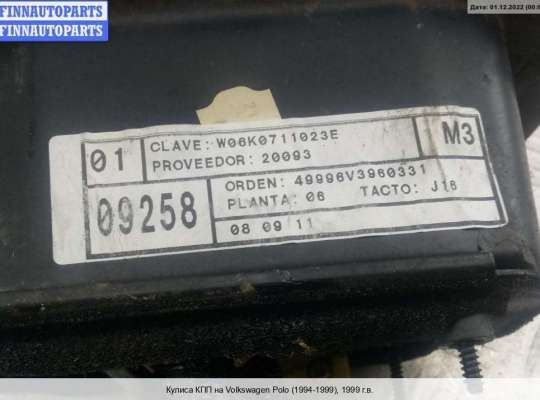 FINNAUTOPARTS
FINNAUTOPARTS
Дата: 01.12.2022
01
CLAVE: W06K0711023E
PROVEEDOR: 20093
M3
09258
ORDEN: 49996V3960331
PLANTA: 06 TACTO: J16
08 09 11
Кулиса КПП на Volkswagen Polo (1994-1999), 1999 г.в.